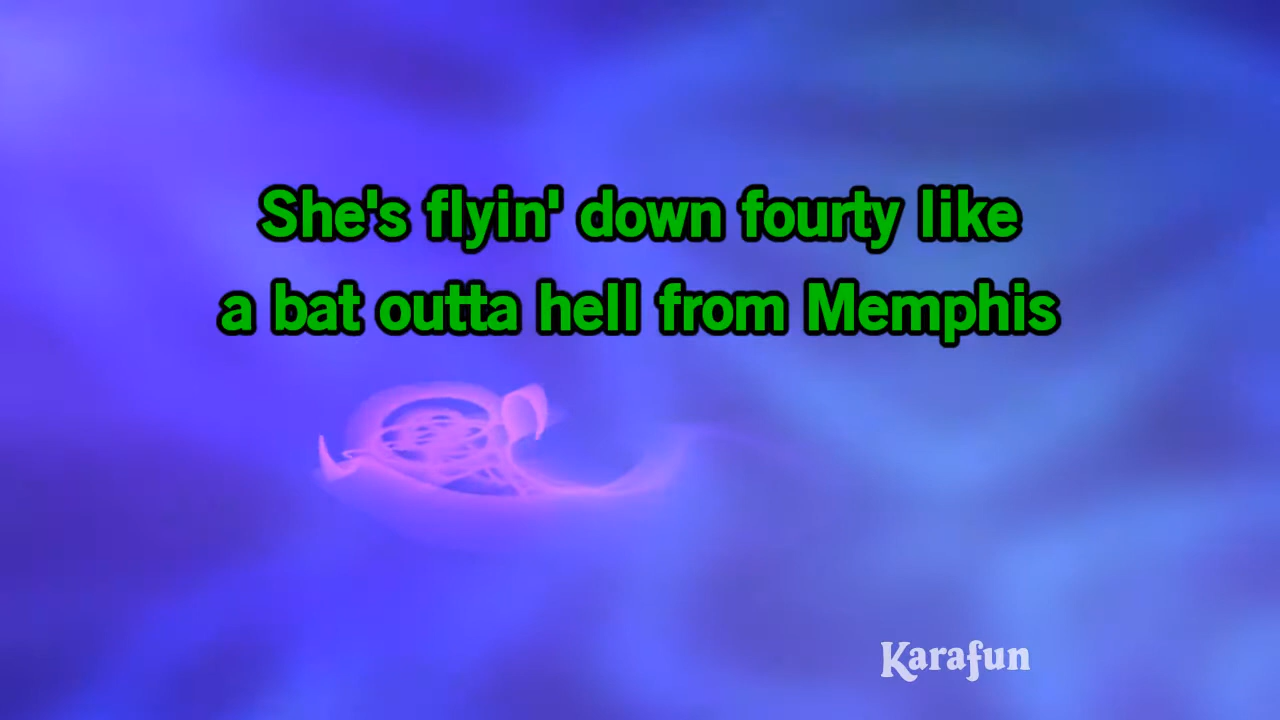 She's flyin' down fourty like
a bat outta hell from Memphis
Karafun